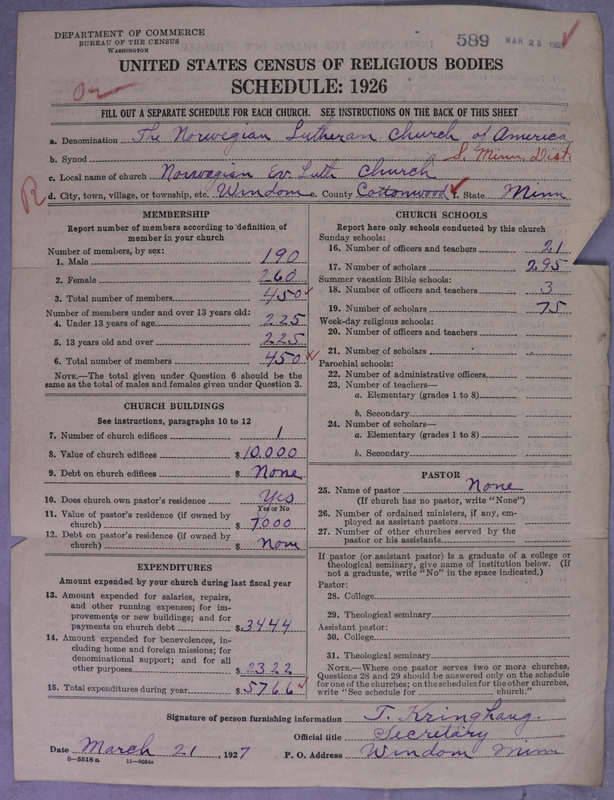 DEPARTMENT OF COMMERCE
BUREAU OF THE CENSUS
WASHINGTON
589 MAR 26 192
UNITED STATES CENSUS OF RELIGIOUS BODIES
SCHEDULE: 1926
FILL OUT A SEPARATE SCHEDULE FOR EACH CHURCH. SEE INSTRUCTIONS ON THE BACK OF THIS SHEET
a. Denomination The Norwegian Lutheran Church of America
b. Synod S. Minn. Dist.
c. Local name of church Norwegian Ev. Luth Church
R
d. City, town, village, or township, etc. Windom e. County Cottonwood f. State Minn
MEMBERSHIP
Report number of members according to definition of
member in your church
Number of members, by sex:
1. Male 190
2. Female 260
3. Total number of members 450
Number of members under and over 13 years old:
4. Under 13 years of age 225
5. 13 years old and over 225
6. Total number of members 450
NOTE.—The total given under Question 6 should be
same as the total of males and females given under Question 3.
CHURCH BUILDINGS
See instructions, paragraphs 10 to 12
7. Number of church edifices 1
8. Value of church edifices $10.000
9. Debt on church edifices $ None
10. Does church own pastor's residence Yes
Yes or No
11. Value of pastor's residence (if owned by
church) $ 7000
12. Debt on pastor's residence (if owned by
church) $ None
EXPENDITURES
Amount expended by your church during last fiscal year
13. Amount expended for salaries, repairs,
and other running expenses; for im-
provements or new buildings; and for
payments on church debt $ 3444
14. Amount expended for benevolences, in-
cluding home and foreign missions; for
denominational support; and for all
other purposes $ 2322
15. Total expenditures during year $ 5766
CHURCH SCHOOLS
Report here only schools conducted by this church
Sunday schools:
16. Number of officers and teachers 21
17. Number of scholars 295
Summer vacation Bible schools:
18. Number of officers and teachers 3
19. Number of scholars 75
Week-day religious schools:
20. Number of officers and teachers
21. Number of scholars
Parochial schools:
22. Number of administrative officers
23. Number of teachers—
a. Elementary (grades 1 to 8)
b. Secondary
24. Number of scholars—
a. Elementary (grades 1 to 8)
b. Secondary
PASTOR
25. Name of pastor None
(If church has no pastor, write "None")
26. Number of ordained ministers, if any, em-
ployed as assistant pastors
27. Number of other churches served by the
pastor or his assistants
If pastor (or assistant pastor) is a graduate of a college or
theological seminary, give name of institution below. (If
not a graduate, write "No" in the space indicated.)
Pastor:
28. College
29. Theological seminary
Assistant pastor:
30. College
31. Theological seminary
NOTE.—Where one pastor serves two or more churches,
Questions 28 and 29 should be answered only on the schedule
for one of the churches; on the schedules for the other churches,
write "See schedule for church."
Signature of person furnishing information T. Kringhaug.
Official title Secretary
Date March 21, 1927 P. O. Address Windom Minn